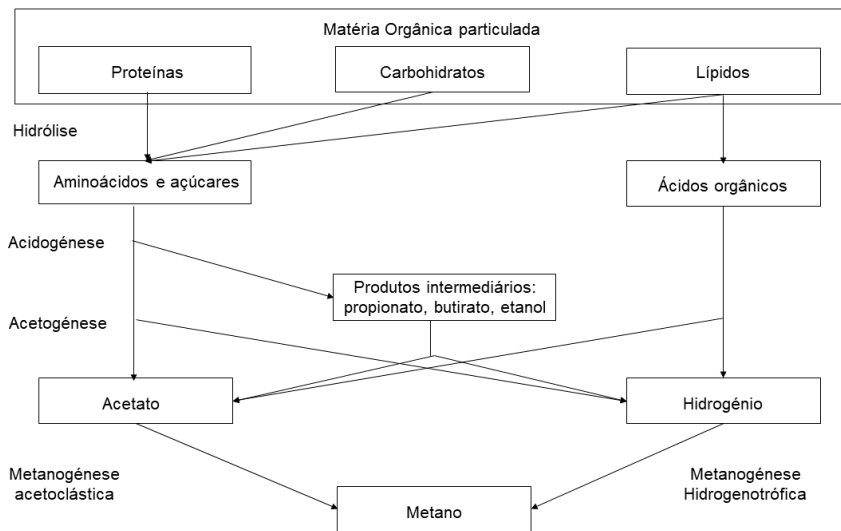 Matéria Orgânica particulada
Proteínas
Carbohidratos
Lípidos
Hidrólise
Aminoácidos e açúcares
Ácidos orgânicos
Acidogénese
Produtos intermediários:
propionato, butirato, etanol
Acetogénese
Acetato
Hidrogénio
Metanogénese
acetoclástica
Metanogénese
Hidrogenotrófica
Metano